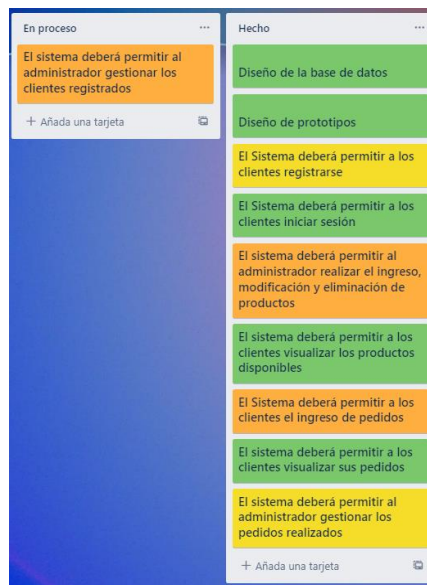 En proceso
El sistema deberá permitir al
administrador gestionar los
clientes registrados
+ Añada una tarjeta
Hecho
Diseño de la base de datos
Diseño de prototipos
El Sistema deberá permitir a los
clientes registrarse
El Sistema deberá permitir a los
clientes iniciar sesión
El sistema deberá permitir al
administrador realizar el ingreso,
modificación y eliminación de
productos
El sistema deberá permitir a los
clientes visualizar los productos
disponibles
El Sistema deberá permitir a los
clientes el ingreso de pedidos
El sistema deberá permitir a los
clientes visualizar sus pedidos
El sistema deberá permitir al
administrador gestionar los
pedidos realizados
+ Añada una tarjeta